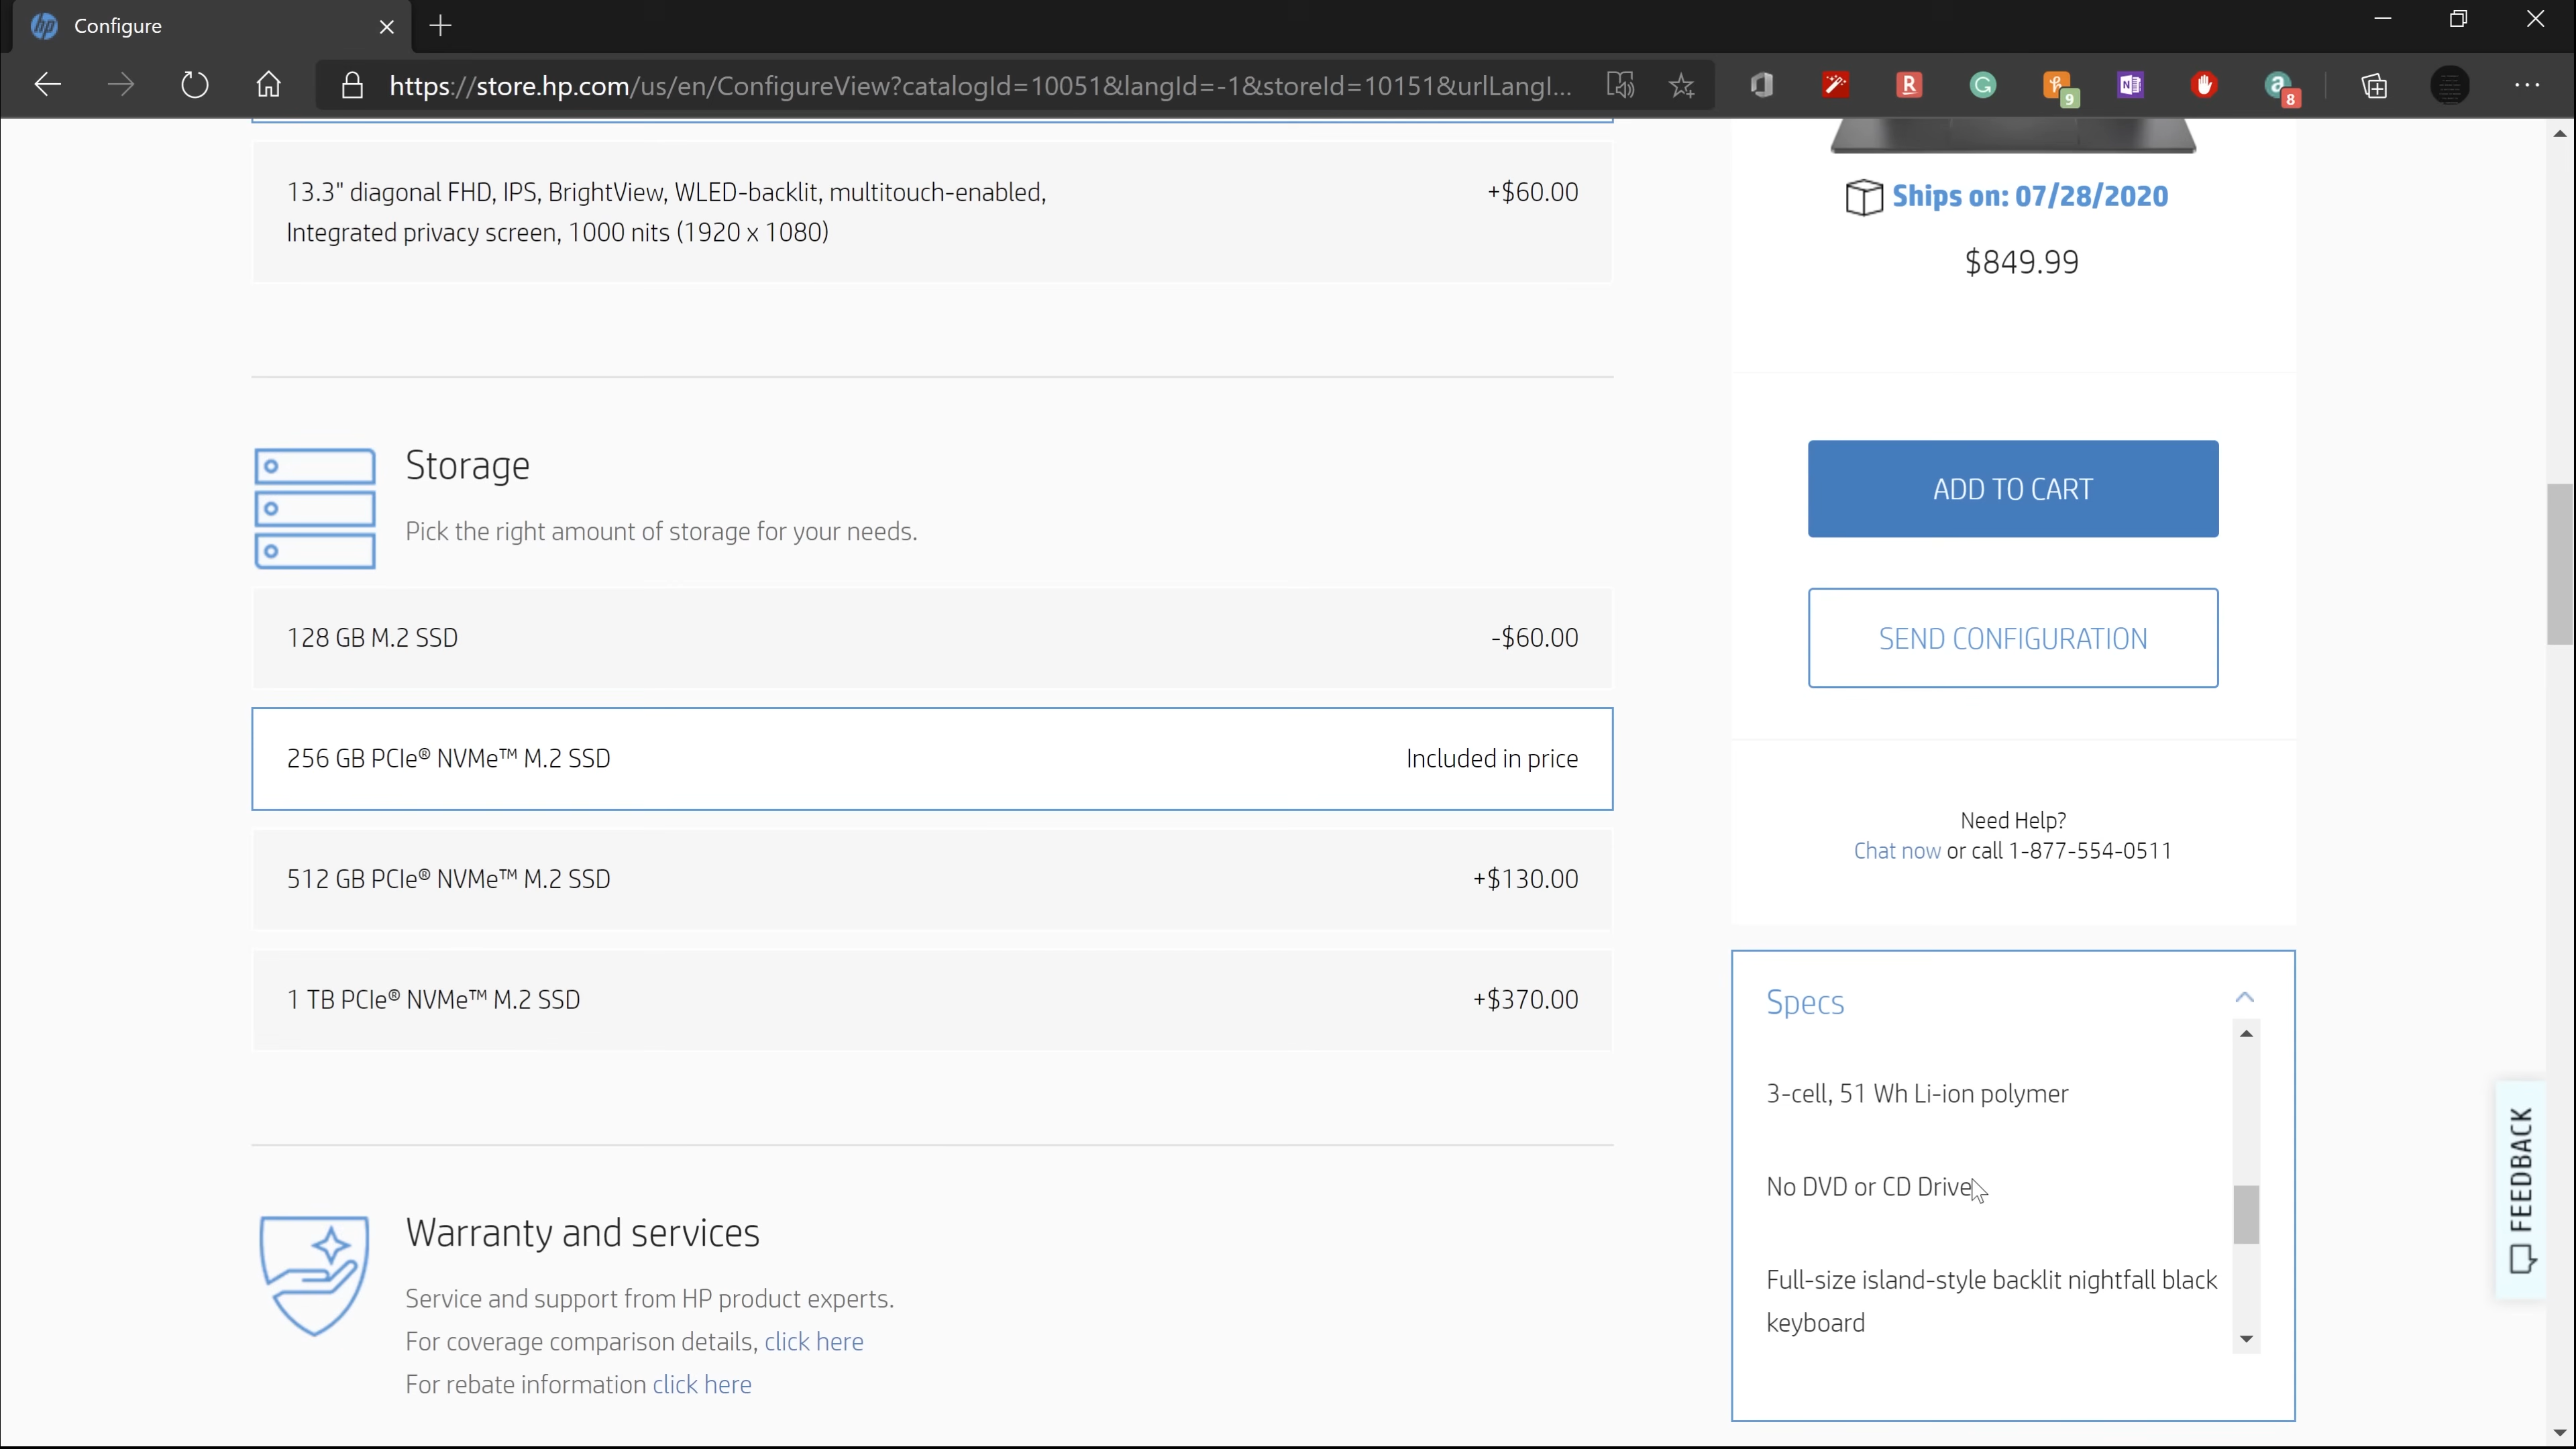 Configure
https://store.hp.com/us/en/ConfigureView?catalogId=10051&langId=-1&storeId=10151&urlLangI...
9
8
13.3" diagonal FHD, IPS, BrightView, WLED-backlit, multitouch-enabled,
Integrated privacy screen, 1000 nits (1920 x 1080)
+$60.00
Storage
Pick the right amount of storage for your needs.
128 GB M.2 SSD
-$60.00
256 GB PCIe® NVMe™ M.2 SSD
Included in price
512 GB PCIe® NVMe™ M.2 SSD
+$130.00
1 TB PCIe® NVMe™ M.2 SSD
+$370.00
Warranty and services
Service and support from HP product experts.
For coverage comparison details, click here
For rebate information click here
Ships on: 07/28/2020
$849.99
ADD TO CART
SEND CONFIGURATION
Need Help?
Chat now or call 1-877-554-0511
Specs
3-cell, 51 Wh Li-ion polymer
No DVD or CD Drive
Full-size island-style backlit nightfall black
keyboard
FEEDBACK